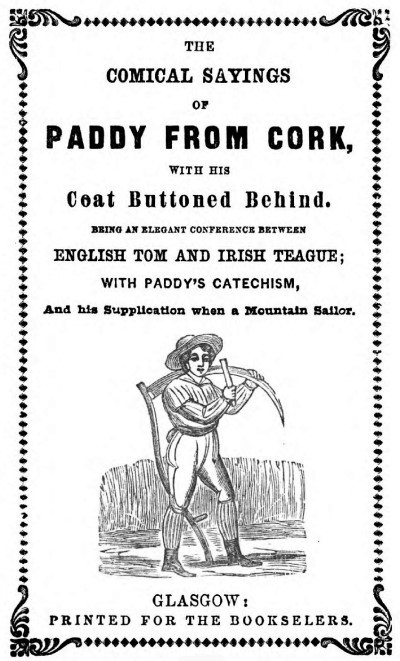 THE
COMICAL SAYINGS
OF
PADDY FROM CORK,
WITH HIS
Coat Buttoned Behind.
BEING AN ELEGANT CONFERENCE BETWEEN
ENGLISH TOM AND IRISH TEAGUE;
WITH PADDY'S CATECHISM,
And his Supplication when a Mountain Sailor.
GLASGOW:
PRINTED FOR THE BOOKSELERS.